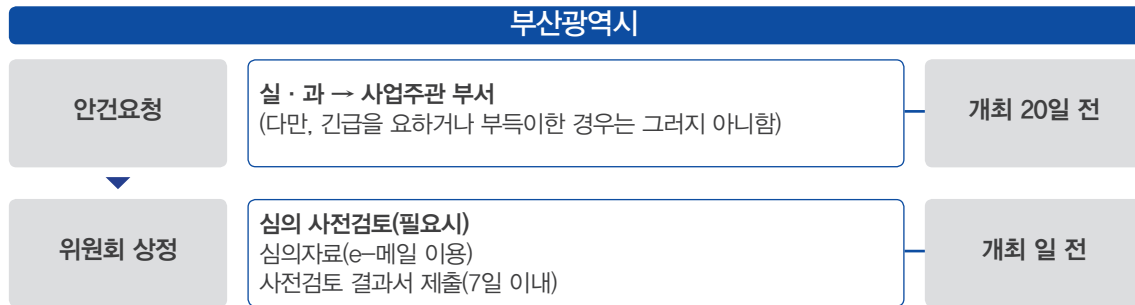 부산광역시
안건요청
실 · 과 → 사업주관 부서
(다만, 긴급을 요하거나 부득이한 경우는 그러지 아니함)
개최 20일 전
위원회 상정
심의 사전검토(필요시)
심의자료(e-메일 이용)
사전검토 결과서 제출(7일 이내)
개최 일 전